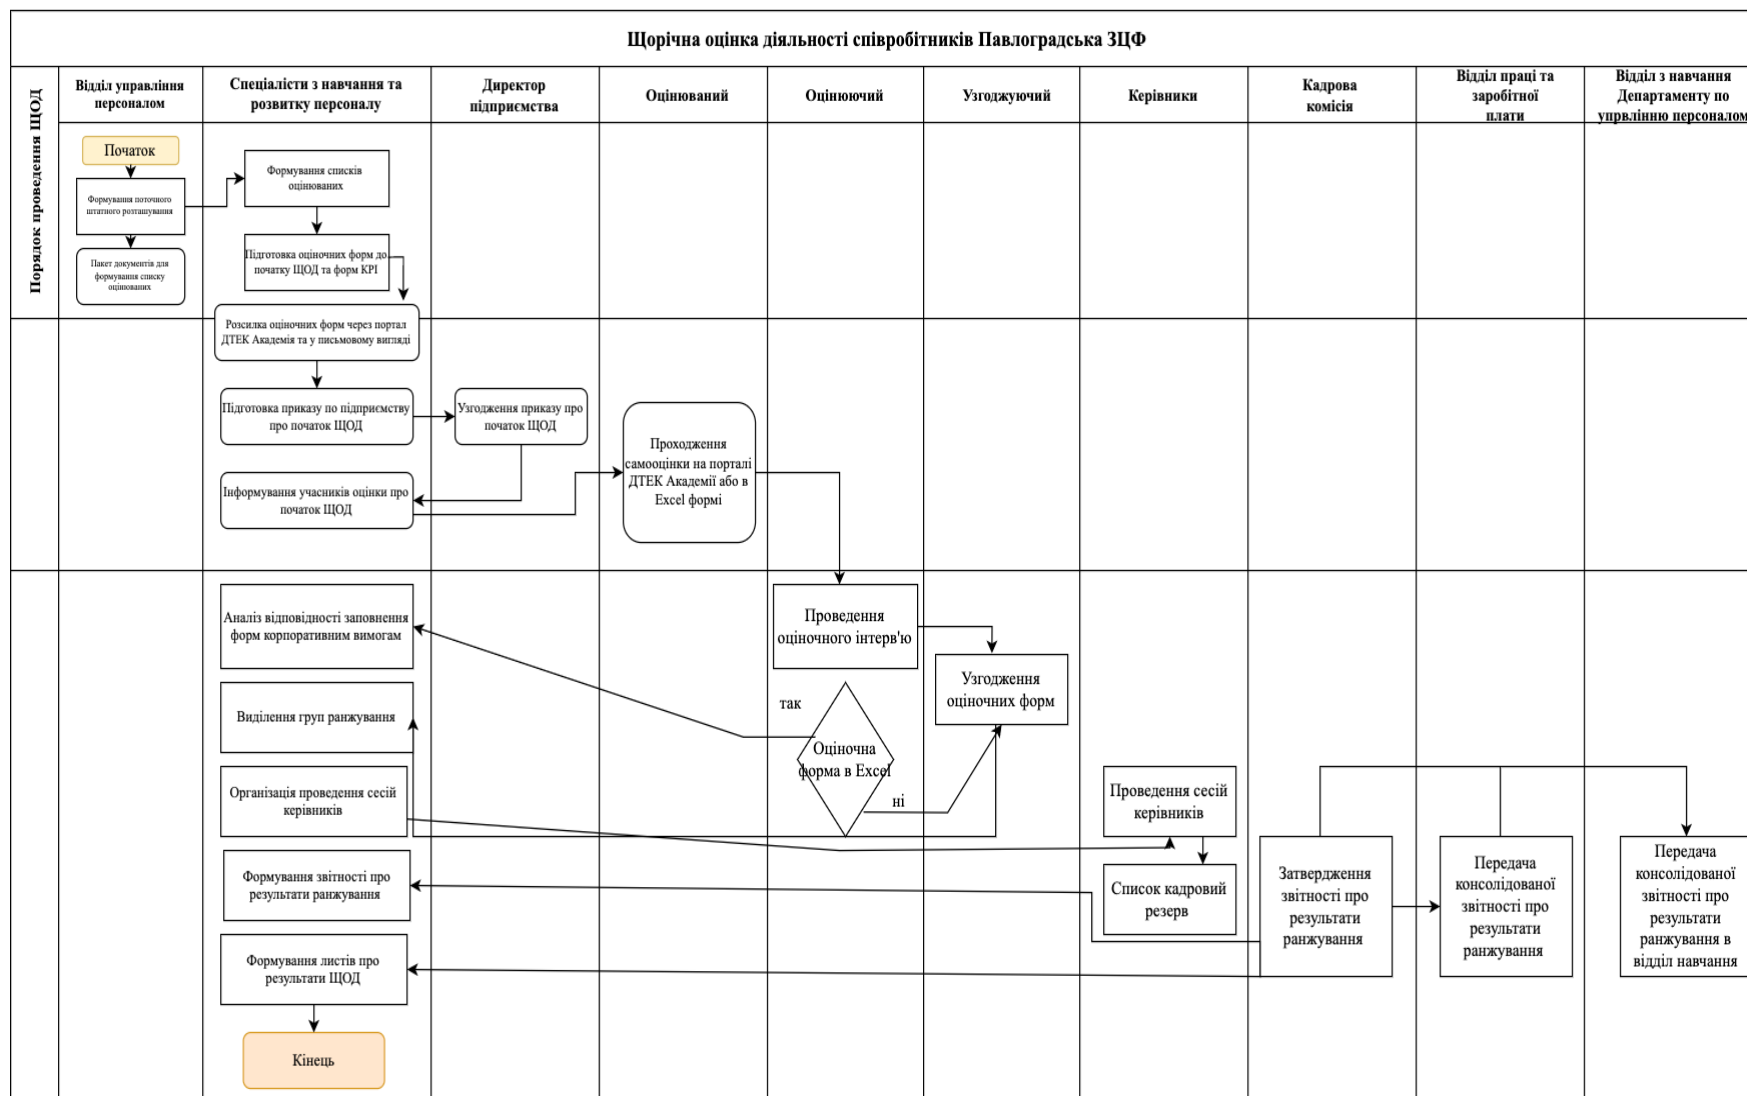 Щорічна оцінка діяльності співробітників Павлоградська ЗЦФ
Порядок проведення ЩОД
Відділ управління
персоналом
Спеціалісти з навчання та
розвитку персоналу
Директор
підприємства
Оцінюваний
Оцінюючий
Узгоджуючий
Керівники
Кадрова
комісія
Відділ праці та
заробітної
плати
Відділ з навчання
Департаменту по
упрвлінню персоналом
Початок
Формування поточного
штатного розташування
Пакет документів для
формування списку
оцінюваних
Формування списків
оцінюваних
Підготовка оціночних форм до
початку ЩОД та форм KPI
Розсилка оціночних форм через портал
ДТЕК Академія та у письмовому вигляді
Підготовка приказу по підприємству
про початок ЩОД
Узгодження приказу про
початок ЩОД
Інформування учасників оцінки про
початок ЩОД
Проходження
самооцінки на порталі
ДТЕК Академії або в
Excel формі
Аналіз відповідності заповнення
форм корпоративним вимогам
Проведення
оціночного інтерв'ю
Узгодження
оціночних форм
Виділення груп ранжування
так
Оціночна
форма в Excel
ні
Організація проведення сесій
керівників
Проведення сесій
керівників
Формування звітності про
результати ранжування
Список кадровий
резерв
Затвердження
звітності про
результати
ранжування
Передача
консолідованої
звітності про
результати
ранжування
Передача
консолідованої
звітності про
результати
ранжування в
відділ навчання
Формування листів про
результати ЩОД
Кінець